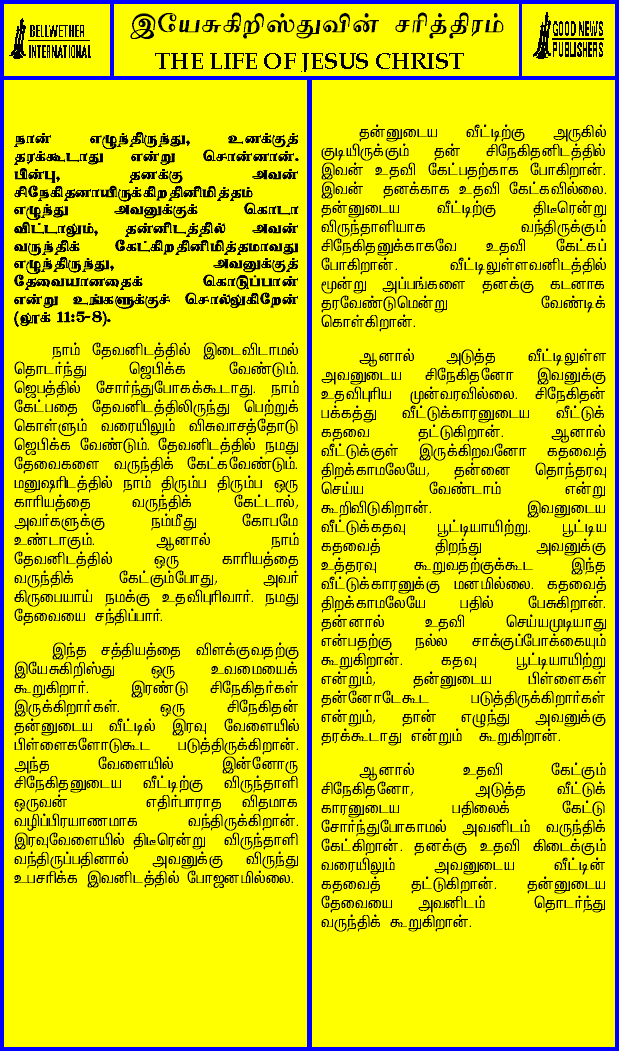 BELLWETHER
INTERNATIONAL
இயேசுகிறிஸ்துவின் சரித்திரம்
THE LIFE OF JESUS CHRIST
GOOD NEWS
PUBLISHERS
நான் எழுந்திருந்து, உனக்குத்
தரக்கூடாது என்று சொன்னான்.
பின்பு, தனக்கு அவன்
சிநேகிதனாயிருக்கிறதினிமித்தம்
எழுந்து அவனுக்குக் கொடா
விட்டாலும், தன்னிடத்தில் அவன்
வருந்திக் கேட்கிறதினிமித்தமாவது
எழுந்திருந்து, அவனுக்குத்
தேவையானதைக் கொடுப்பான்
என்று உங்களுக்குச் சொல்லுகிறேன்
(லூக் 11:5-8).
நாம் தேவனிடத்தில் இடைவிடாமல்
தொடர்ந்து ஜெபிக்க வேண்டும்.
ஜெபத்தில் சோர்ந்துபோகக்கூடாது. நாம்
கேட்பதை தேவனிடத்திலிருந்து பெற்றுக்
கொள்ளும் வரையிலும் விசுவாசத்தோடு
ஜெபிக்க வேண்டும். தேவனிடத்தில் நமது
தேவைகளை வருந்திக் கேட்கவேண்டும்.
மனுஷரிடத்தில் நாம் திரும்ப திரும்ப ஒரு
காரியத்தை வருந்திக் கேட்டால்,
அவர்களுக்கு நம்மீது கோபமே
உண்டாகும். ஆனால் நாம்
தேவனிடத்தில் ஒரு காரியத்தை
வருந்திக் கேட்கும்போது, அவர்
கிருபையாய் நமக்கு உதவிபுரிவார். நமது
தேவையை சந்திப்பார்.
இந்த சத்தியத்தை விளக்குவதற்கு
இயேசுகிறிஸ்து ஒரு உவமையைக்
கூறுகிறார். இரண்டு சிநேகிதர்கள்
இருக்கிறார்கள். ஒரு சிநேகிதன்
தன்னுடைய வீட்டில் இரவு வேளையில்
பிள்ளைகளோடுகூட படுத்திருக்கிறான்.
அந்த வேளையில் இன்னோரு
சிநேகிதனுடைய வீட்டிற்கு விருந்தாளி
ஒருவன் எதிர்பாராத விதமாக
வழிப்பிரயாணமாக வந்திருக்கிறான்.
இரவுவேளையில் திடீரென்று விருந்தாளி
வந்திருப்பதினால் அவனுக்கு விருந்து
உபசரிக்க இவனிடத்தில் போஜனமில்லை.
தன்னுடைய வீட்டிற்கு அருகில்
குடியிருக்கும் தன் சிநேகிதனிடத்தில்
இவன் உதவி கேட்பதற்காக போகிறான்.
இவன் தனக்காக உதவி கேட்கவில்லை.
தன்னுடைய வீட்டிற்கு திடீரென்று
விருந்தாளியாக வந்திருக்கும்
சிநேகிதனுக்காகவே உதவி கேட்கப்
போகிறான். வீட்டிலுள்ளவனிடத்தில்
மூன்று அப்பங்களை தனக்கு கடனாக
தரவேண்டுமென்று வேண்டிக்
கொள்கிறான்.
ஆனால் அடுத்த வீட்டிலுள்ள
அவனுடைய சிநேகிதனோ இவனுக்கு
உதவிபுரிய முன்வரவில்லை. சிநேகிதன்
பக்கத்து வீட்டுக்காரனுடைய வீட்டுக்
கதவை தட்டுகிறான். ஆனால்
வீட்டுக்குள் இருக்கிறவனோ கதவைத்
திறக்காமலேயே, தன்னை தொந்தரவு
செய்ய வேண்டாம் என்று
கூறிவிடுகிறான். இவனுடைய
வீட்டுக்கதவு பூட்டியாயிற்று. பூட்டிய
கதவைத் திறந்து அவனுக்கு
உத்தரவு கூறுவதற்குக்கூட இந்த
வீட்டுக்காரனுக்கு மனமில்லை. கதவைத்
திறக்காமலேயே பதில் பேசுகிறான்.
தன்னால் உதவி செய்யமுடியாது
என்பதற்கு நல்ல சாக்குப்போக்கையும்
கூறுகிறான். கதவு பூட்டியாயிற்று
என்றும், தன்னுடைய பிள்ளைகள்
தன்னோடேகூட படுத்திருக்கிறார்கள்
என்றும், தான் எழுந்து அவனுக்கு
தரக்கூடாது என்றும் கூறுகிறான்.
ஆனால் உதவி கேட்கும்
சிநேகிதனோ, அடுத்த வீட்டுக்
காரனுடைய பதிலைக் கேட்டு
சோர்ந்துபோகாமல் அவனிடம் வருந்திக்
கேட்கிறான். தனக்கு உதவி கிடைக்கும்
வரையிலும் அவனுடைய வீட்டின்
கதவைத் தட்டுகிறான். தன்னுடைய
தேவையை அவனிடம் தொடர்ந்து
வருந்திக் கூறுகிறான்.